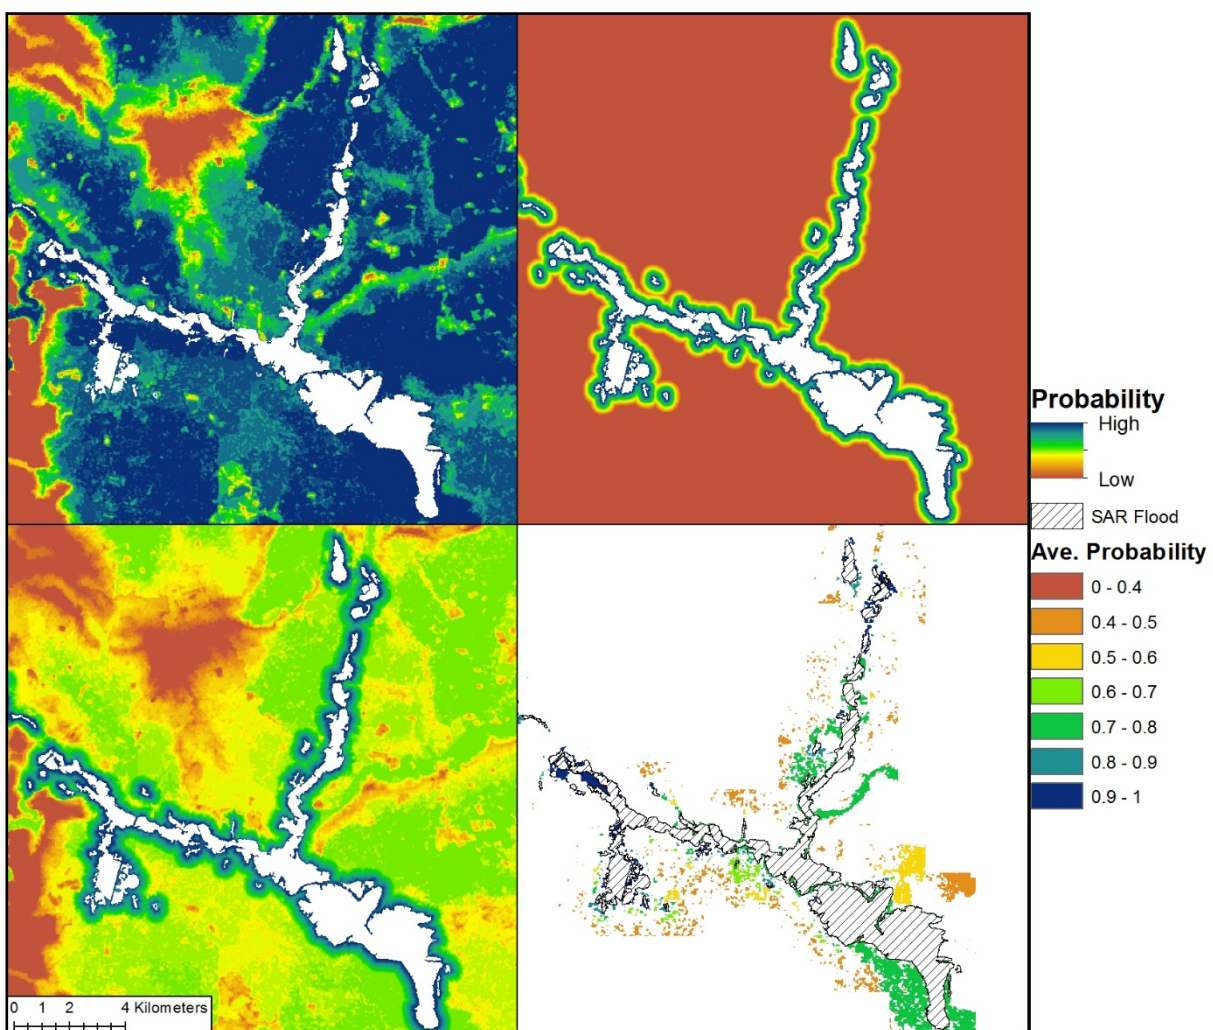 Probability
High
Low
SAR Flood
Ave. Probability
0 - 0.4
0.4 - 0.5
0.5 - 0.6
0.6 - 0.7
0.7 - 0.8
0.8 - 0.9
0.9 - 1
0 1 2 4 Kilometers